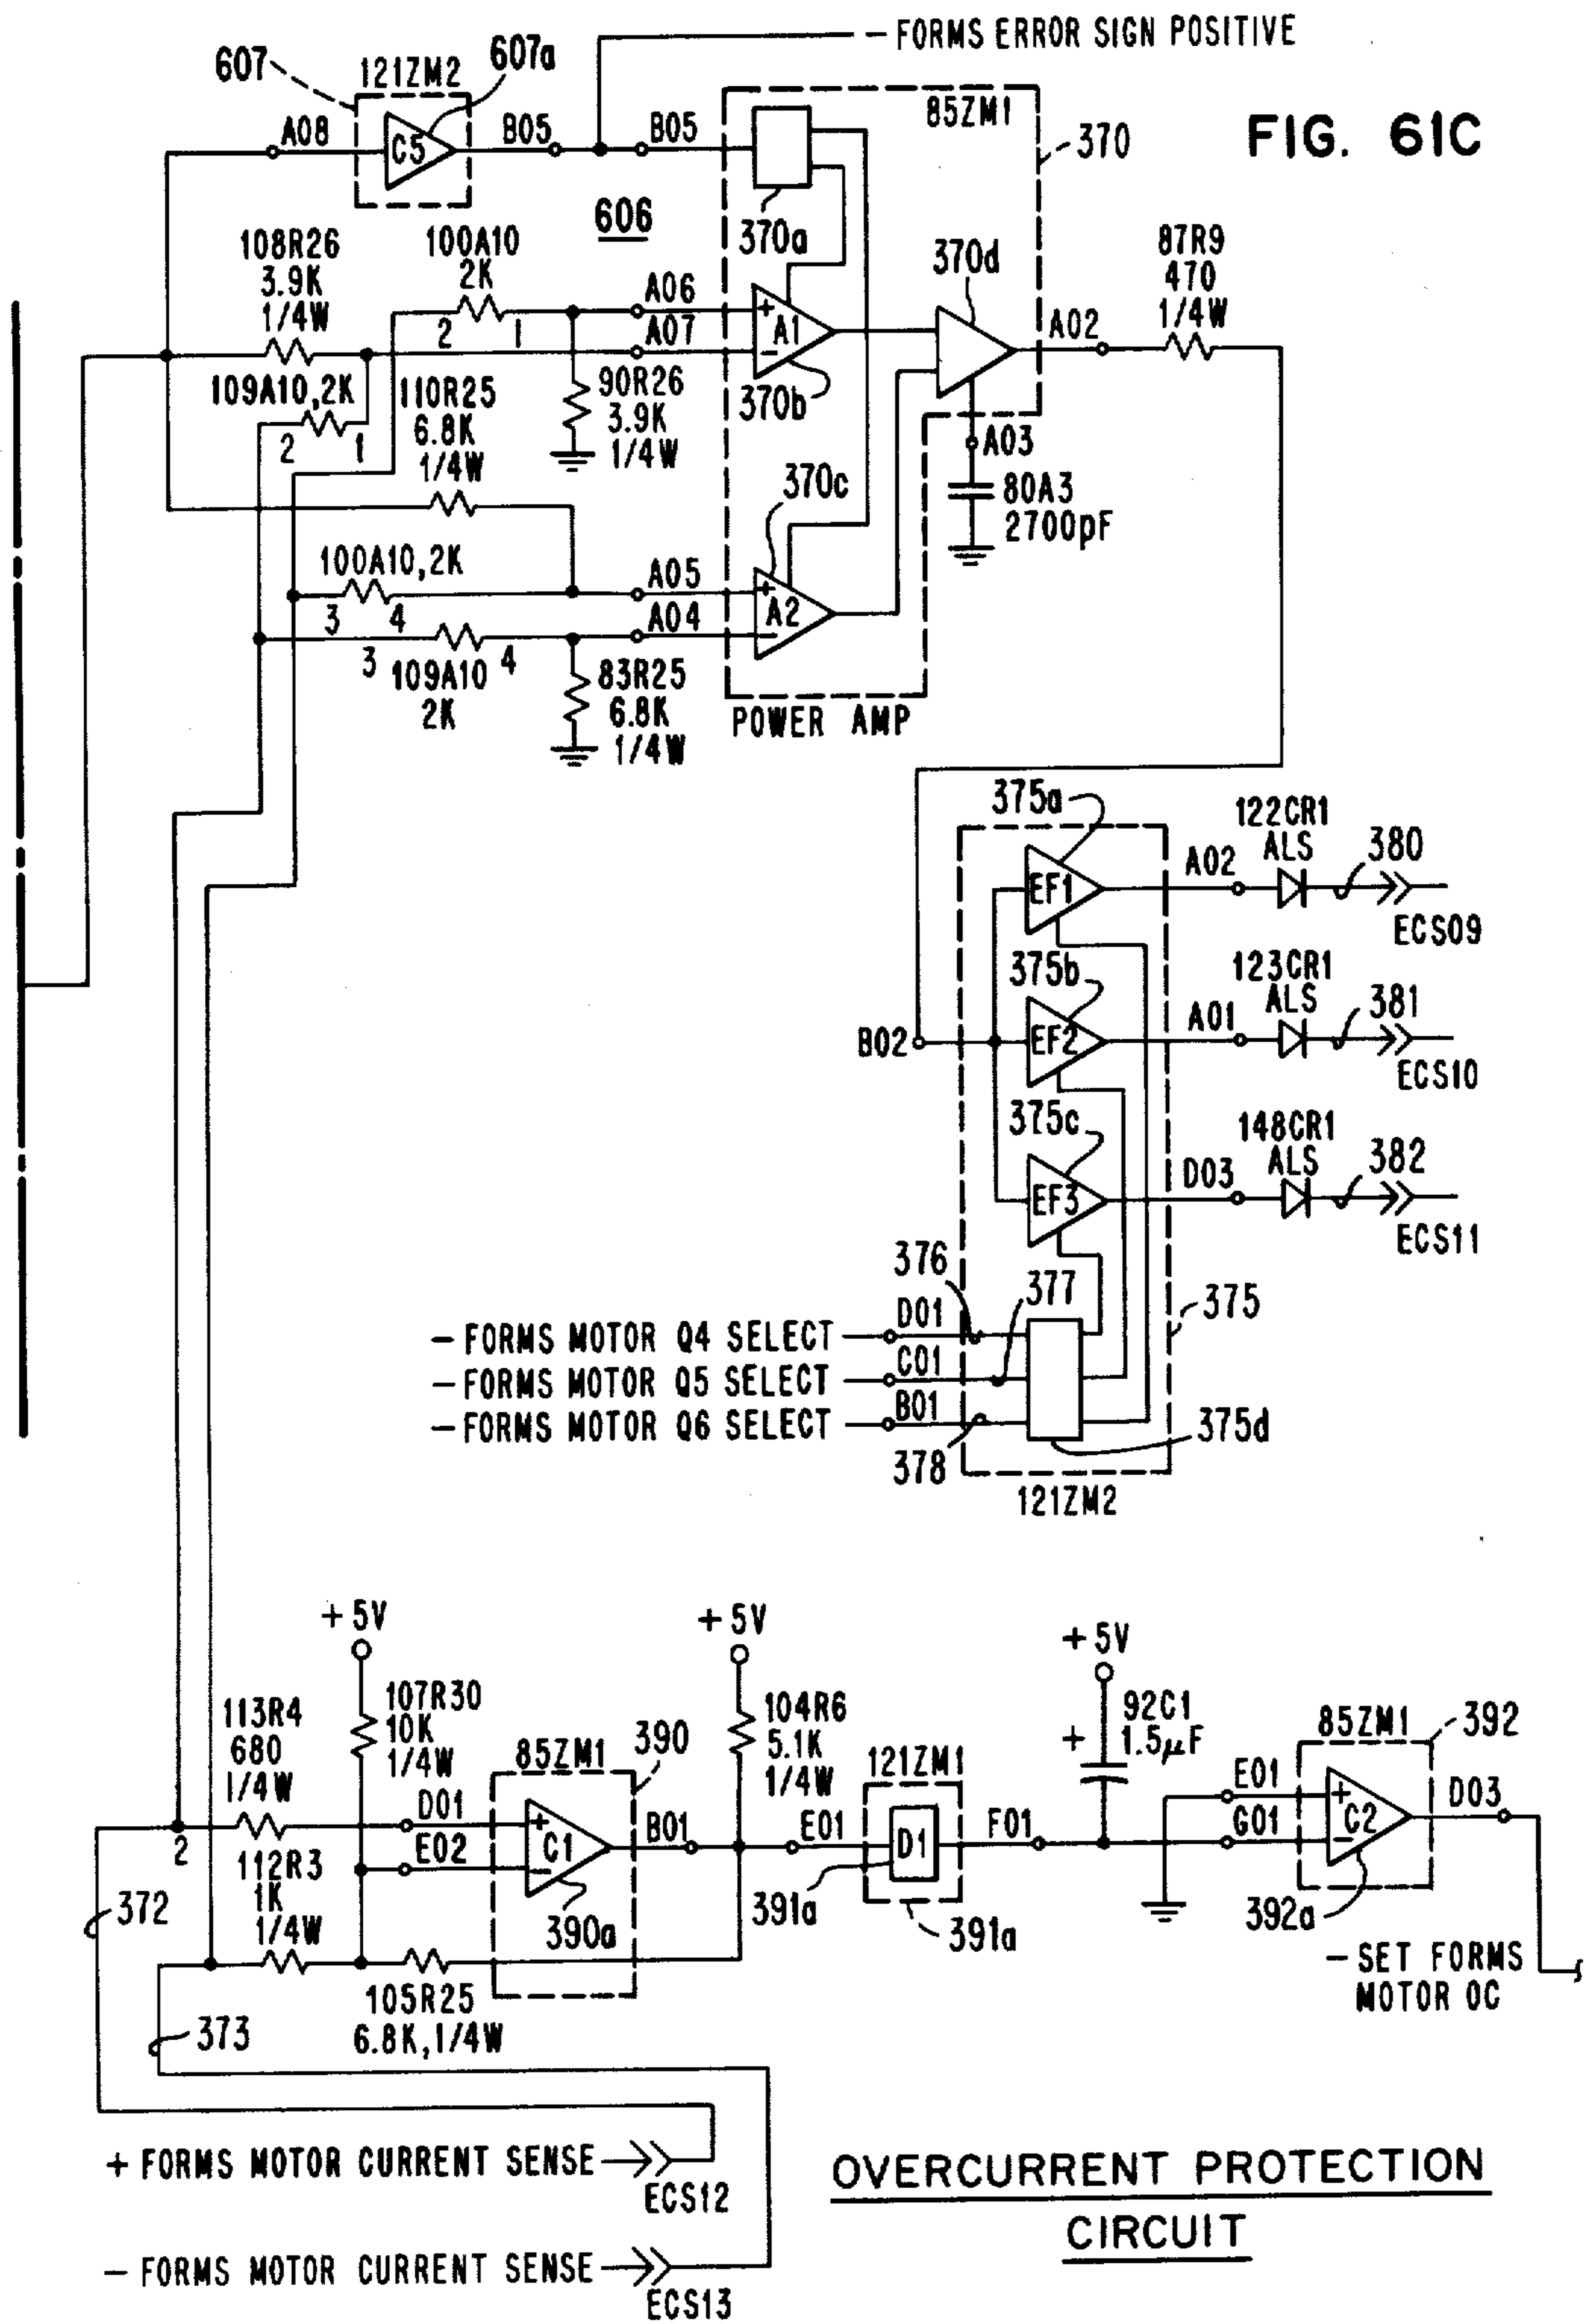 — FORMS ERROR SIGN POSITIVE
607
121ZM2
607a
A08
C5
B05
B05
85ZM1
370
FIG. 61C
606
370a
108R26
3.9K
1/4W
100A10
2K
2
1
A06
A07
+
A1
−
370b
370d
A02
87R9
470
1/4W
109A10,2K
2
1
110R25
6.8K
1/4W
90R26
3.9K
1/4W
A03
80A3
2700pF
370c
100A10,2K
3
4
A05
A04
+
A2
−
3
4
109A10
2K
83R25
6.8K
1/4W
POWER AMP
375a
EF1
A02
122CR1
ALS
380
ECS09
375b
B02
EF2
A01
123CR1
ALS
381
ECS10
375c
EF3
D03
148CR1
ALS
382
ECS11
376
377
375
— FORMS MOTOR Q4 SELECT
D01
— FORMS MOTOR Q5 SELECT
C01
— FORMS MOTOR Q6 SELECT
B01
378
375d
121ZM2
+5V
+5V
+5V
113R4
680
1/4W
107R30
10K
1/4W
85ZM1
390
104R6
5.1K
1/4W
121ZM1
92C1
+
1.5µF
85ZM1
392
2
D01
E02
+
C1
−
390a
B01
E01
D1
391a
391a
F01
E01
G01
+
C2
−
392a
D03
372
112R3
1K
1/4W
105R25
6.8K,1/4W
373
— SET FORMS
MOTOR OC
+ FORMS MOTOR CURRENT SENSE
ECS12
— FORMS MOTOR CURRENT SENSE
ECS13
OVERCURRENT PROTECTION
CIRCUIT